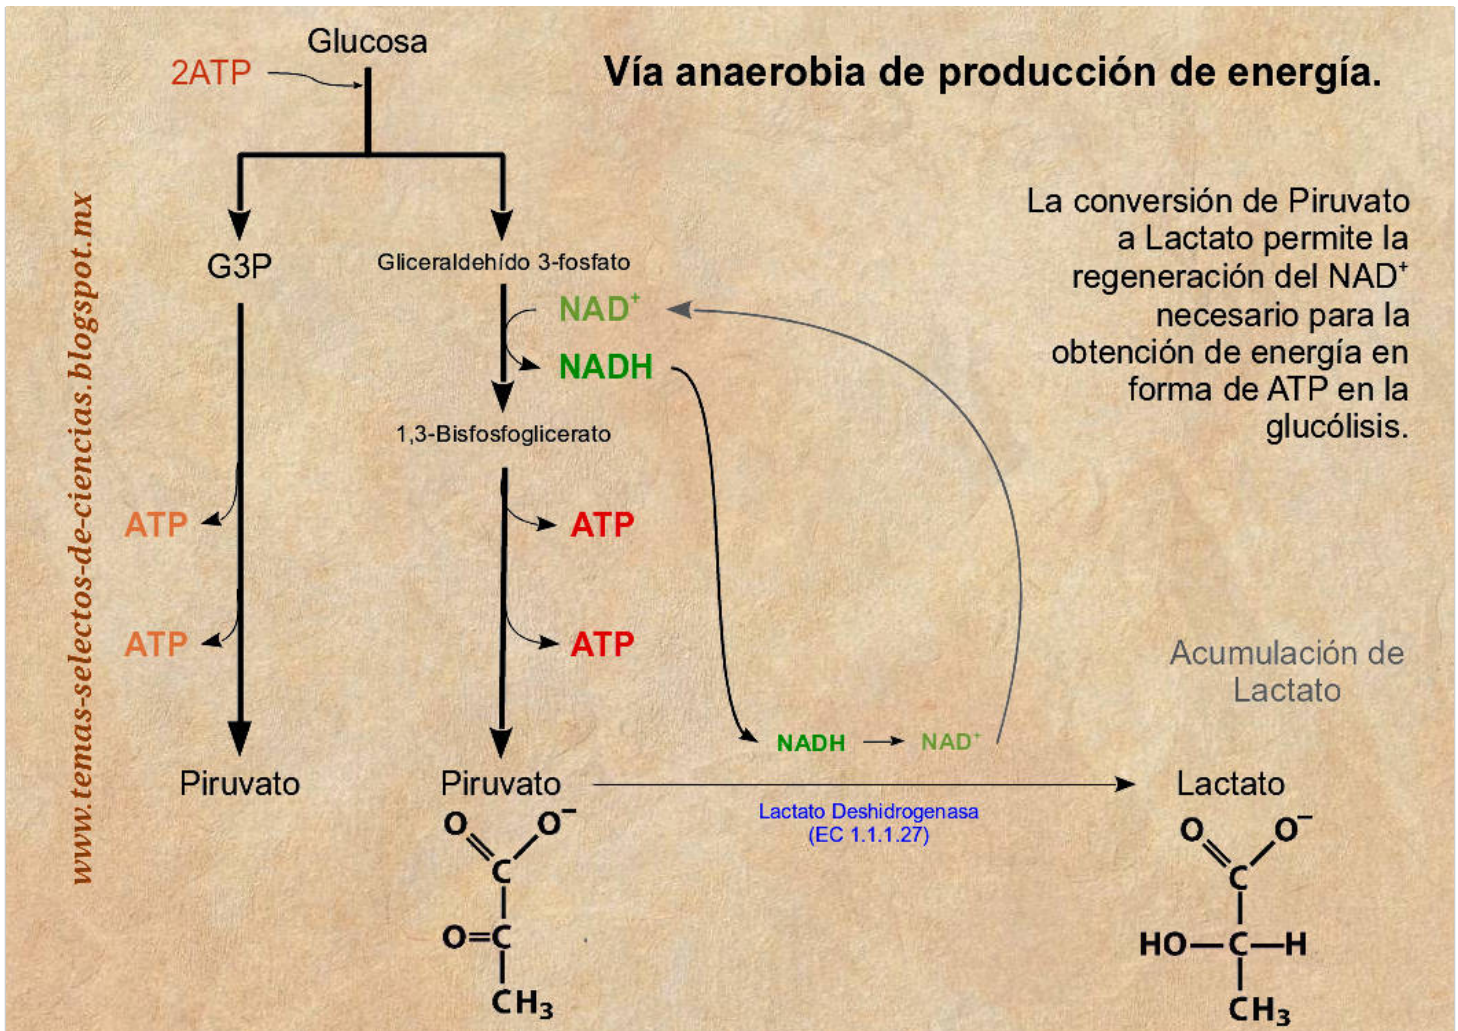 Glucosa
2ATP
Vía anaerobia de producción de energía.
www.temas-selectos-de-ciencias.blogspot.mx
La conversión de Piruvato
a Lactato permite la
regeneración del NAD⁺
necesario para la
obtención de energía en
forma de ATP en la
glucólisis.
G3P
Gliceraldehído 3-fosfato
NAD⁺
NADH
1,3-Bisfosfoglicerato
ATP
ATP
ATP
ATP
Acumulación de
Lactato
NADH
NAD⁺
Piruvato
Piruvato
Lactato
Lactato Deshidrogenasa
(EC 1.1.1.27)
O O⁻
C
O=C
CH₃
O O⁻
C
HO—C—H
CH₃